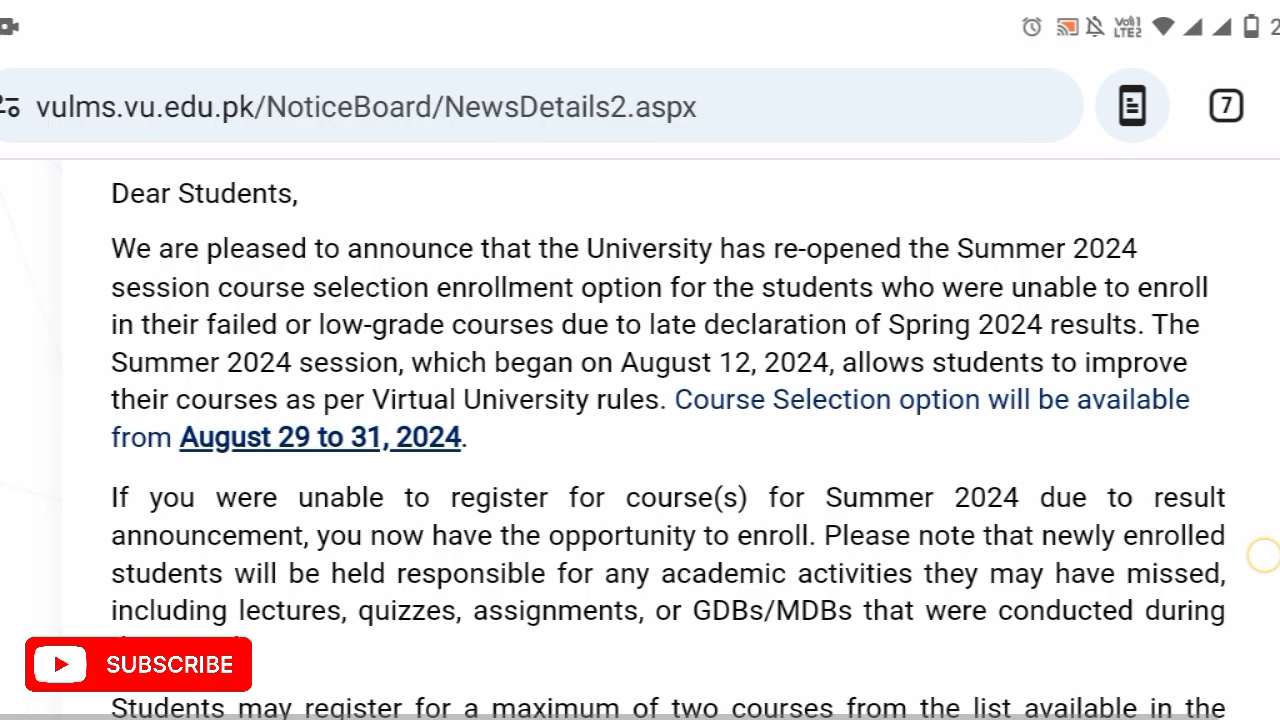 Voll) 1
LTE2
2
vulms.vu.edu.pk/NoticeBoard/NewsDetails2.aspx
7
Dear Students,
We are pleased to announce that the University has re-opened the Summer 2024
session course selection enrollment option for the students who were unable to enroll
in their failed or low-grade courses due to late declaration of Spring 2024 results. The
Summer 2024 session, which began on August 12, 2024, allows students to improve
their courses as per Virtual University rules. Course Selection option will be available
from August 29 to 31, 2024.
If you were unable to register for course(s) for Summer 2024 due to result
announcement, you now have the opportunity to enroll. Please note that newly enrolled
students will be held responsible for any academic activities they may have missed,
including lectures, quizzes, assignments, or GDBs/MDBs that were conducted during
SUBSCRIBE
Students may register for a maximum of two courses from the list available in the